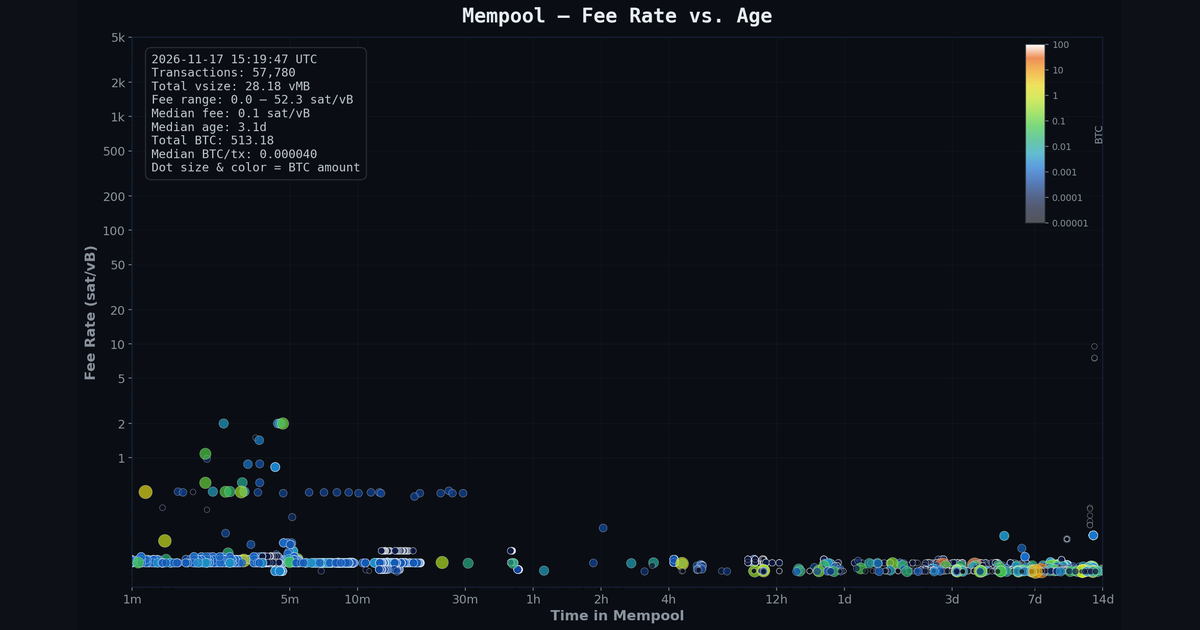 Mempool — Fee Rate vs. Age
2026-11-17 15:19:47 UTC
Transactions: 57,780
Total vsize: 28.18 vMB
Fee range: 0.0 — 52.3 sat/vB
Median fee: 0.1 sat/vB
Median age: 3.1d
Total BTC: 513.18
Median BTC/tx: 0.000040
Dot size & color = BTC amount
100
10
1
0.1
0.01
0.001
0.0001
0.00001
BTC
Fee Rate (sat/vB)
5k
2k
1k
500
200
100
50
20
10
5
2
1
1m
5m
10m
30m
1h
2h
4h
12h
1d
3d
7d
14d
Time in Mempool